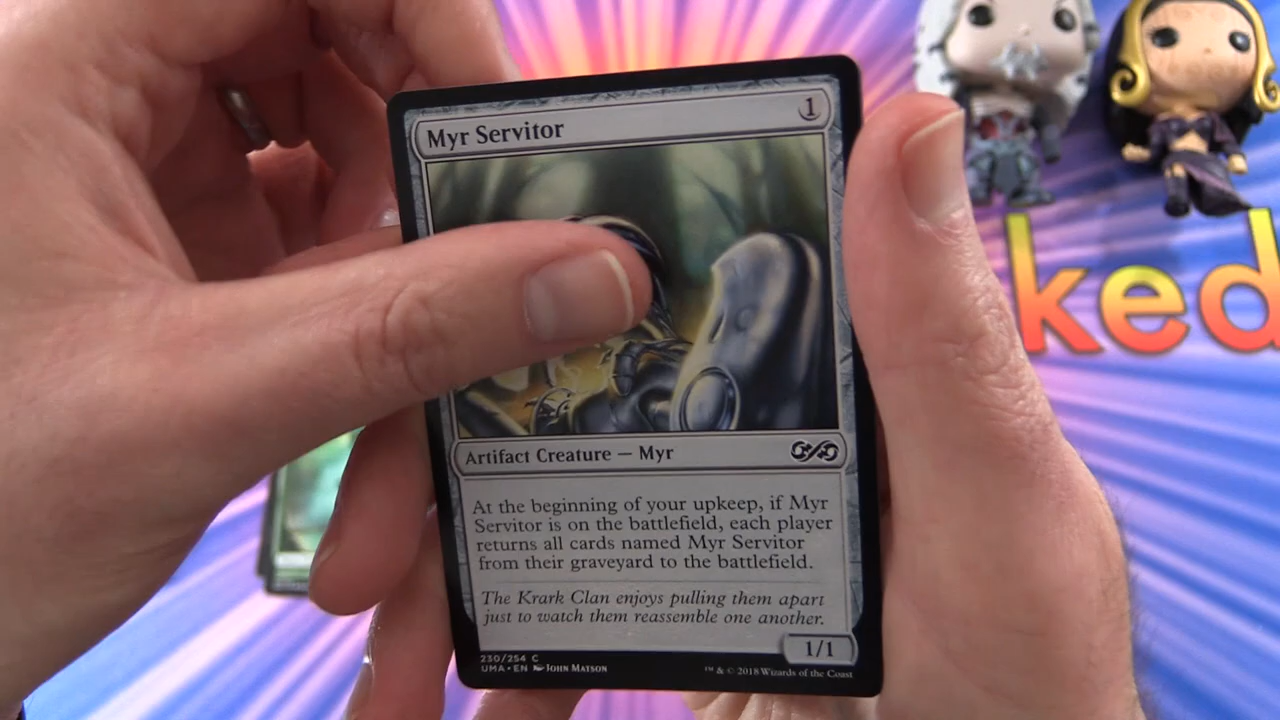 Myr Servitor
1
Artifact Creature — Myr
At the beginning of your upkeep, if Myr
Servitor is on the battlefield, each player
returns all cards named Myr Servitor
from their graveyard to the battlefield.
The Krark Clan enjoys pulling them apart
just to watch them reassemble one another.
1/1
230/254 C
UMA • EN John Matson
™ & © 2018 Wizards of the Coast
ked